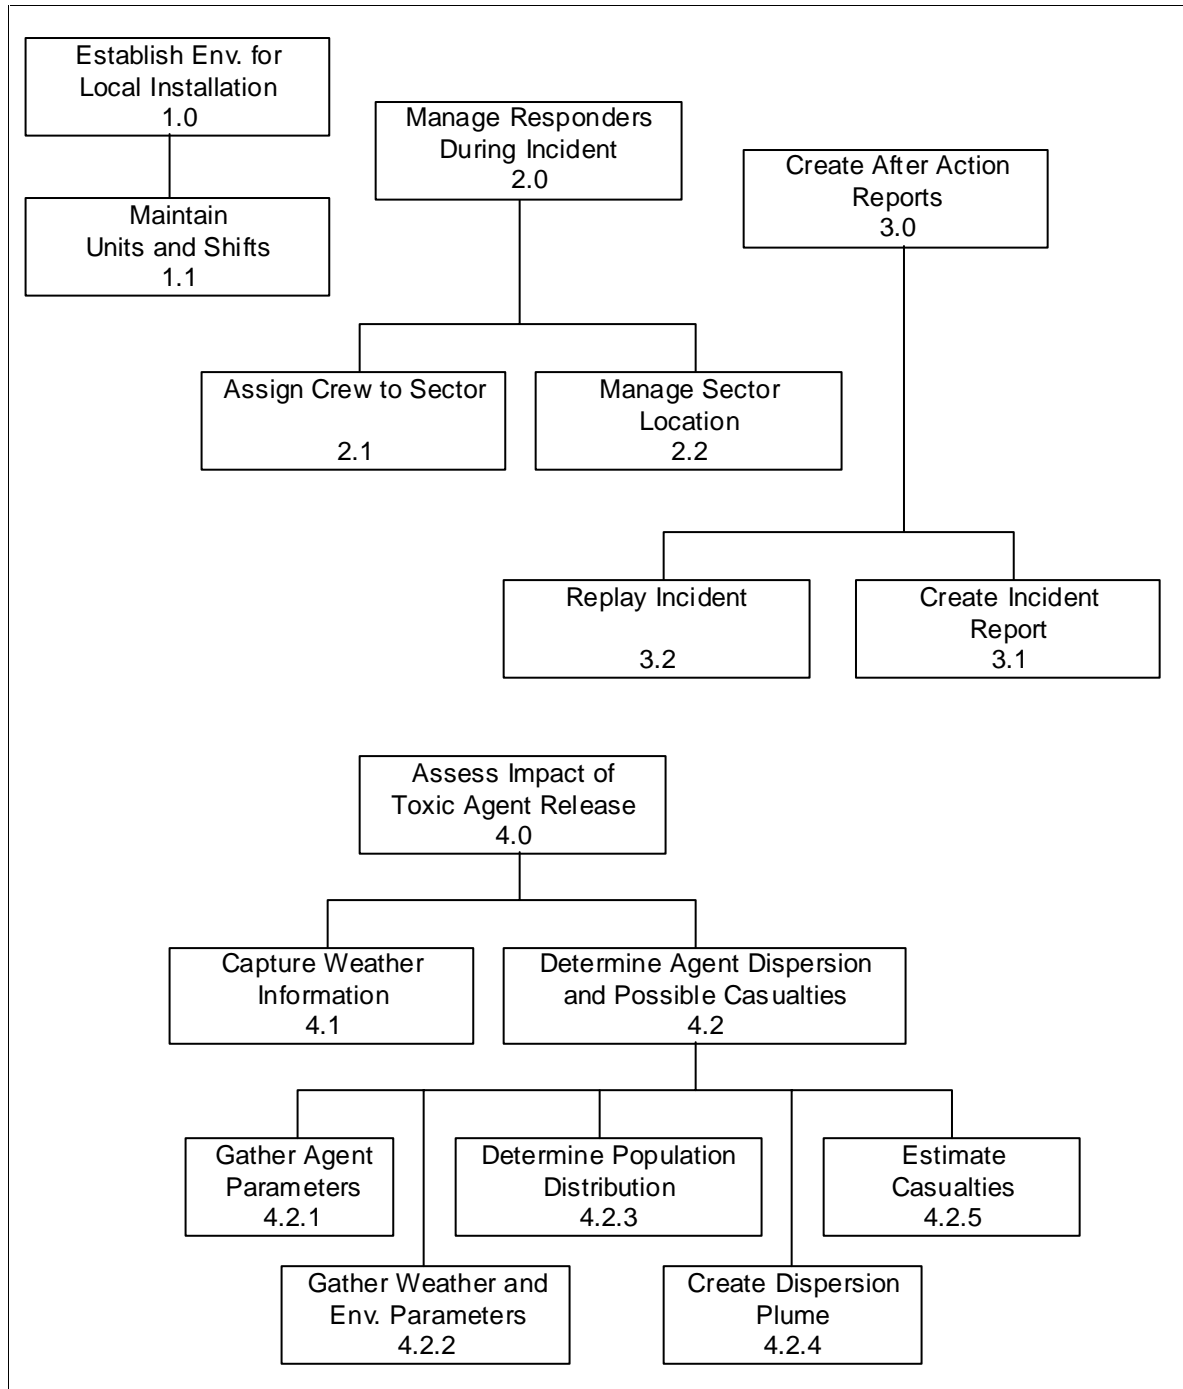 Establish Env. for
Local Installation
1.0
Maintain
Units and Shifts
1.1
Manage Responders
During Incident
2.0
Assign Crew to Sector
2.1
Manage Sector
Location
2.2
Create After Action
Reports
3.0
Replay Incident
3.2
Create Incident
Report
3.1
Assess Impact of
Toxic Agent Release
4.0
Capture Weather
Information
4.1
Determine Agent Dispersion
and Possible Casualties
4.2
Gather Agent
Parameters
4.2.1
Determine Population
Distribution
4.2.3
Estimate
Casualties
4.2.5
Gather Weather and
Env. Parameters
4.2.2
Create Dispersion
Plume
4.2.4